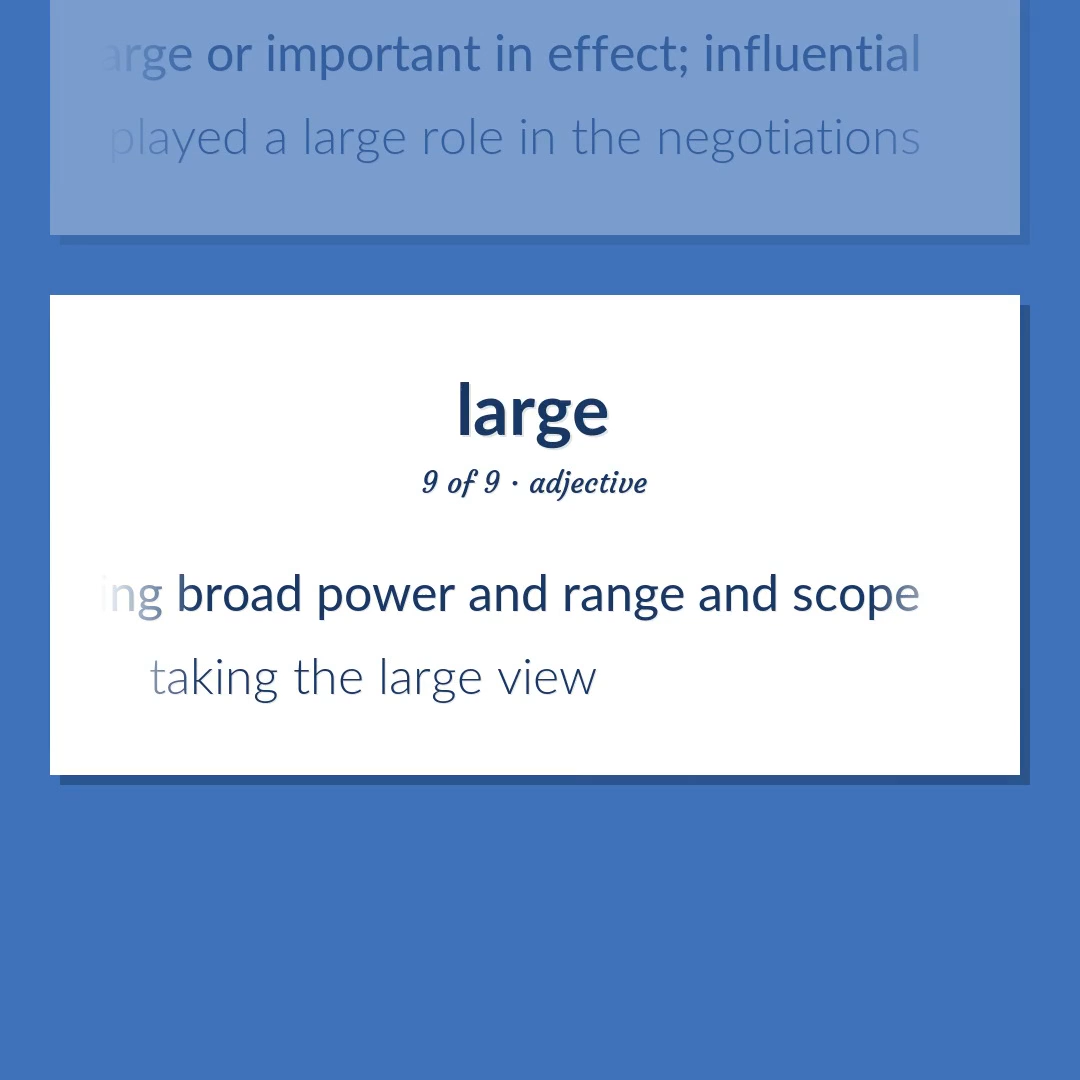 arge or important in effect; influential
played a large role in the negotiations
large
9 of 9 · adjective
ing broad power and range and scope
taking the large view